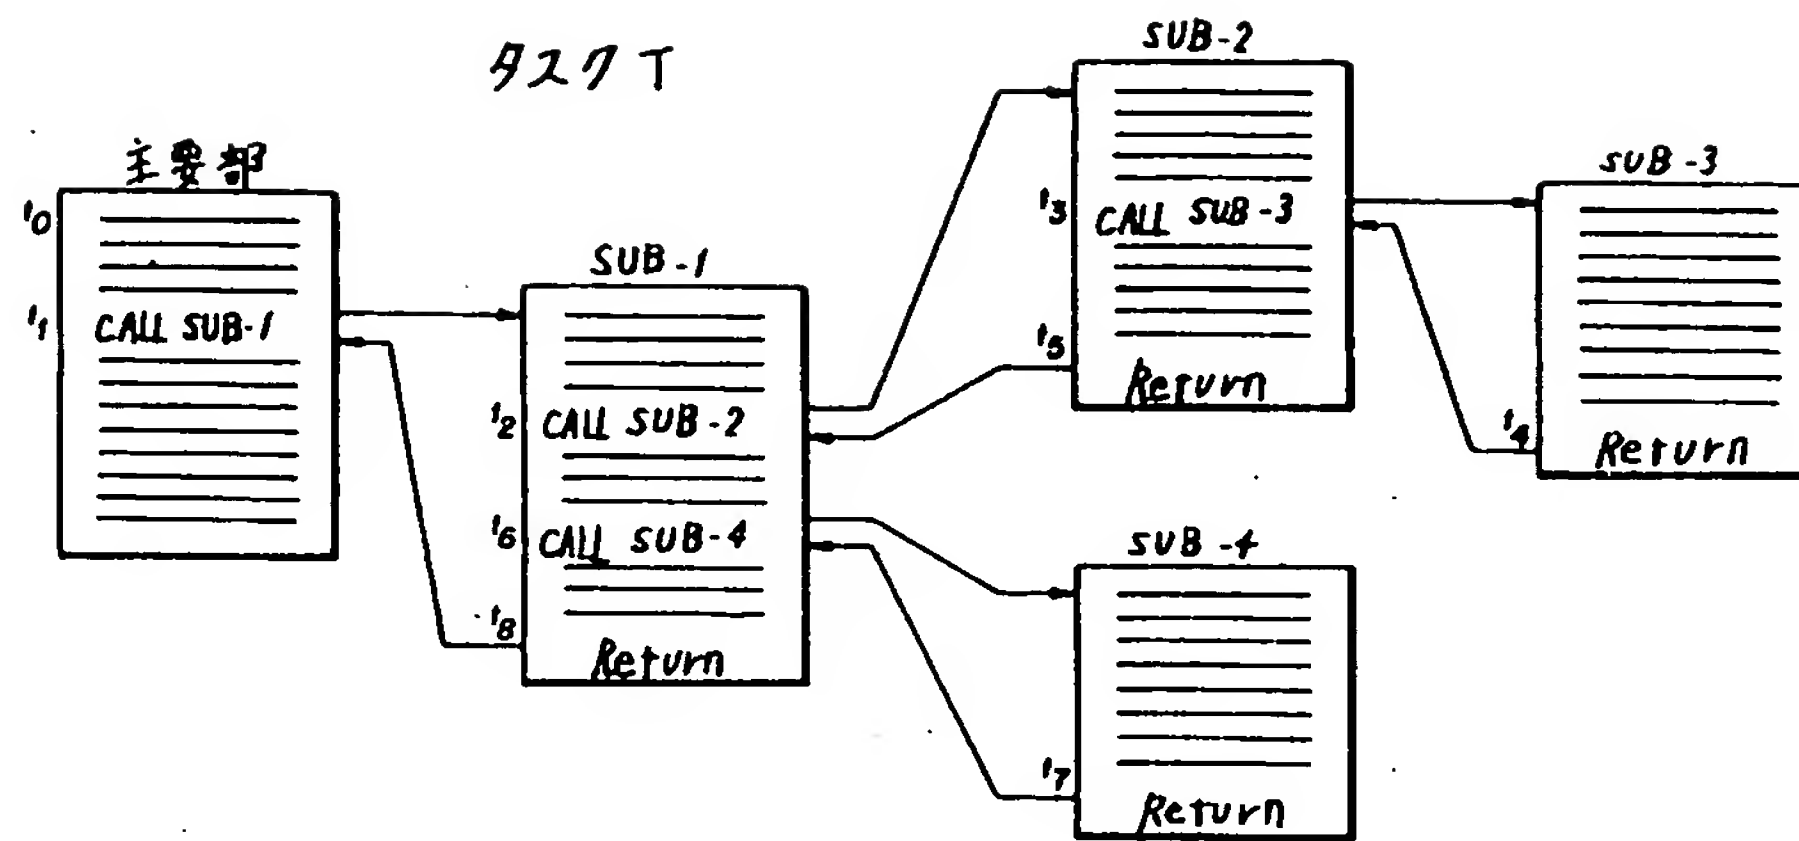 タスク T
主要部
t0
t1 CALL SUB-1
SUB-1
t2 CALL SUB-2
t6 CALL SUB-4
t8
Return
SUB-2
t3 CALL SUB-3
t5
Return
SUB-3
t4 Return
SUB-4
t7
Return